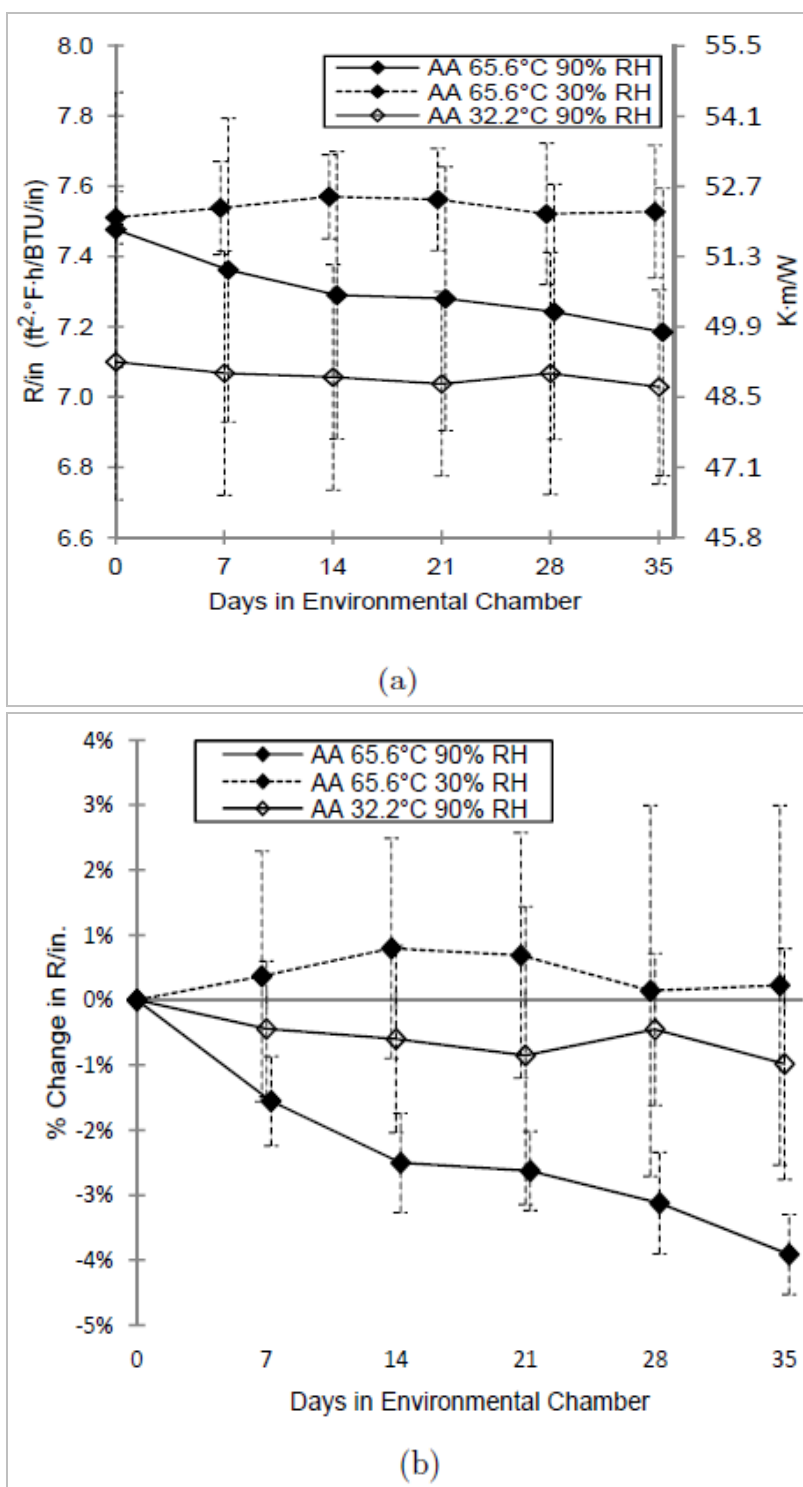 8.0
7.8
7.6
7.4
7.2
7.0
6.8
6.6
R/in (ft²·°F·h/BTU/in)
AA 65.6°C 90% RH
AA 65.6°C 30% RH
AA 32.2°C 90% RH
55.5
54.1
52.7
51.3
49.9
48.5
47.1
45.8
K·m/W
0 7 14 21 28 35
Days in Environmental Chamber
(a)
4%
3%
2%
1%
0%
-1%
-2%
-3%
-4%
-5%
% Change in R/in.
AA 65.6°C 90% RH
AA 65.6°C 30% RH
AA 32.2°C 90% RH
0 7 14 21 28 35
Days in Environmental Chamber
(b)